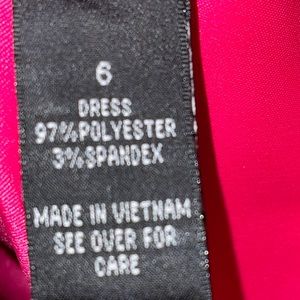 6
DRESS
97%POLYESTER
3%SPANDEX
MADE IN VIETNAM
SEE OVER FOR
CARE